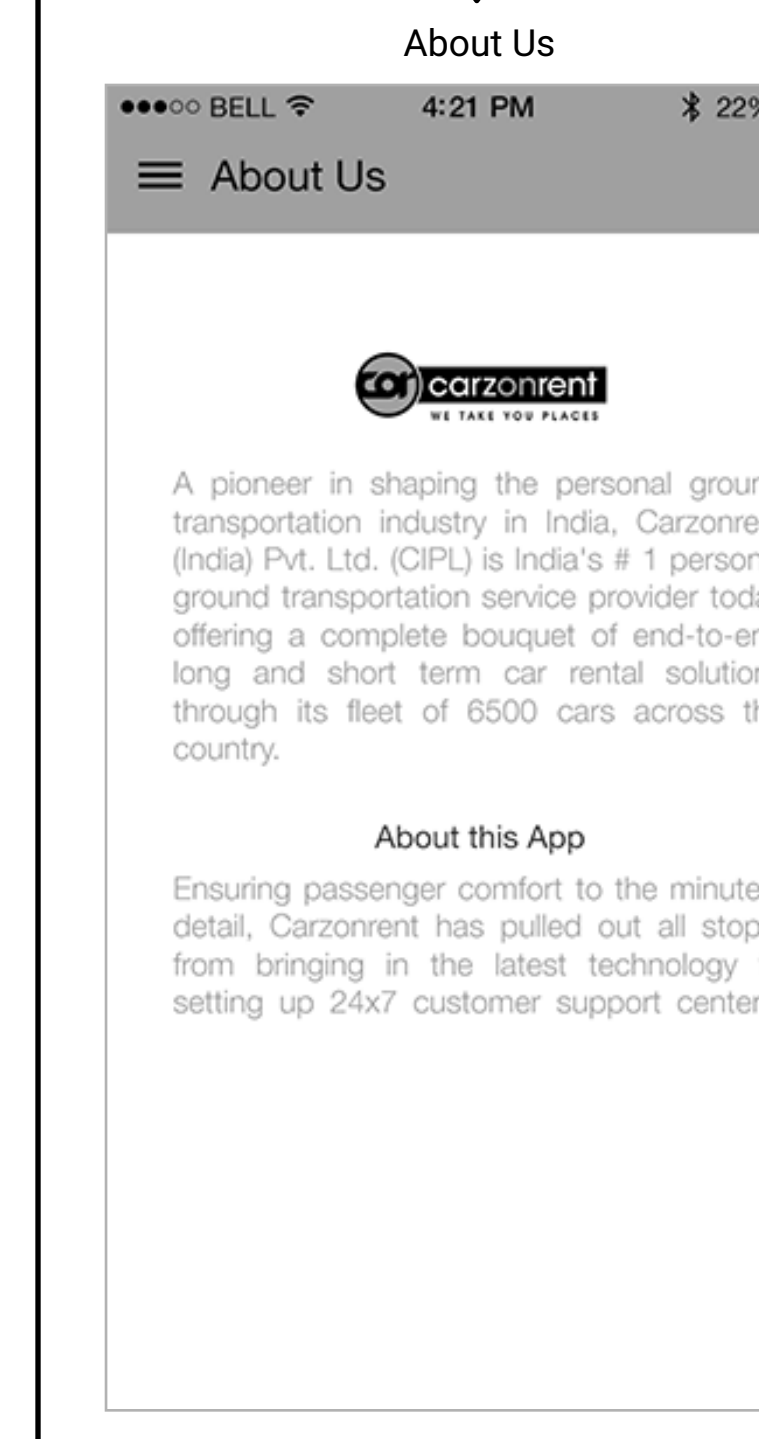 About Us
BELL 4:21 PM 22%
About Us
cor carzonrent
WE TAKE YOU PLACES
A pioneer in shaping the personal
transportation industry in India,
(India) Pvt. Ltd. (CIPL) is India's # 1
ground transportation service provider
offering a complete bouquet of
long and short term car rental
through its fleet of 6500 cars across
country.
About this App
Ensuring passenger comfort to the
detail, Carzonrent has pulled out all
from bringing in the latest technology
setting up 24x7 customer support